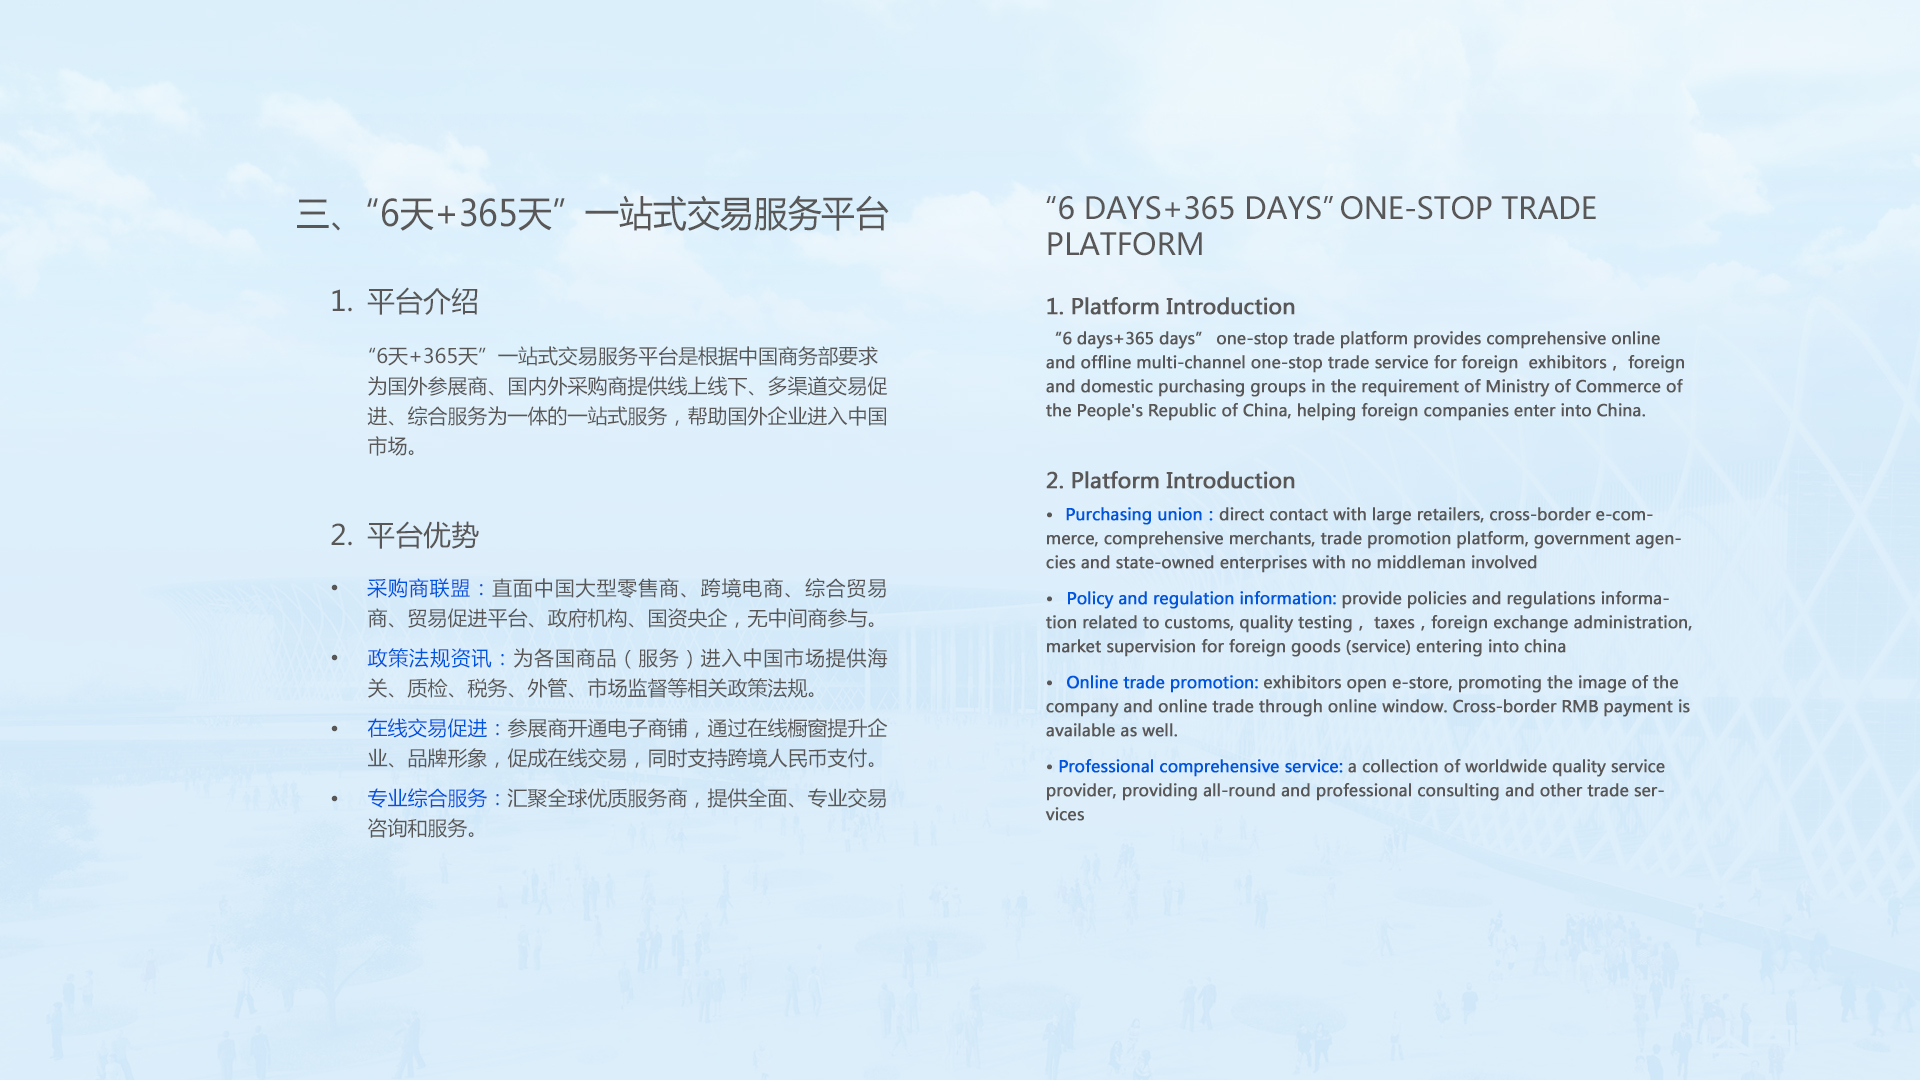 三、“6天+365天”一站式交易服务平台
1. 平台介绍
“6天+365天”一站式交易服务平台是根据中国商务部要求
为国外参展商、国内外采购商提供线上线下、多渠道交易促
进、综合服务为一体的一站式服务，帮助国外企业进入中国
市场。
2. 平台优势
• 采购商联盟：直面中国大型零售商、跨境电商、综合贸易
商、贸易促进平台、政府机构、国资央企，无中间商参与。
• 政策法规资讯：为各国商品（服务）进入中国市场提供海
关、质检、税务、外管、市场监督等相关政策法规。
• 在线交易促进：参展商开通电子商铺，通过在线橱窗提升企
业、品牌形象，促成在线交易，同时支持跨境人民币支付。
• 专业综合服务：汇聚全球优质服务商，提供全面、专业交易
咨询和服务。
“6 DAYS+365 DAYS” ONE-STOP TRADE
PLATFORM
1. Platform Introduction
“6 days+365 days” one-stop trade platform provides comprehensive online
and offline multi-channel one-stop trade service for foreign exhibitors， foreign
and domestic purchasing groups in the requirement of Ministry of Commerce of
the People's Republic of China, helping foreign companies enter into China.
2. Platform Introduction
• Purchasing union：direct contact with large retailers, cross-border e-com-
merce, comprehensive merchants, trade promotion platform, government agen-
cies and state-owned enterprises with no middleman involved
• Policy and regulation information: provide policies and regulations informa-
tion related to customs, quality testing， taxes，foreign exchange administration,
market supervision for foreign goods (service) entering into china
• Online trade promotion: exhibitors open e-store, promoting the image of the
company and online trade through online window. Cross-border RMB payment is
available as well.
• Professional comprehensive service: a collection of worldwide quality service
provider, providing all-round and professional consulting and other trade ser-
vices